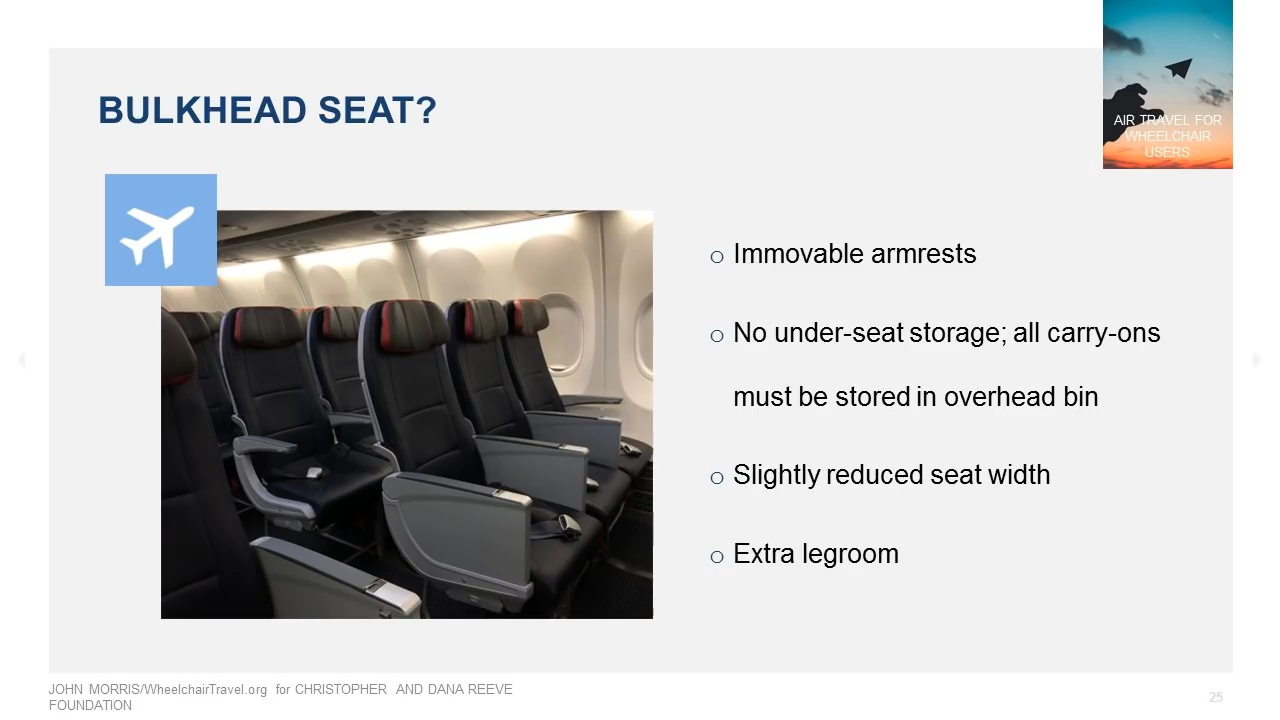 BULKHEAD SEAT?
AIR TRAVEL FOR
WHEELCHAIR
USERS
o Immovable armrests
o No under-seat storage; all carry-ons
must be stored in overhead bin
o Slightly reduced seat width
o Extra legroom
JOHN MORRIS/WheelchairTravel.org for CHRISTOPHER AND DANA REEVE
FOUNDATION
25